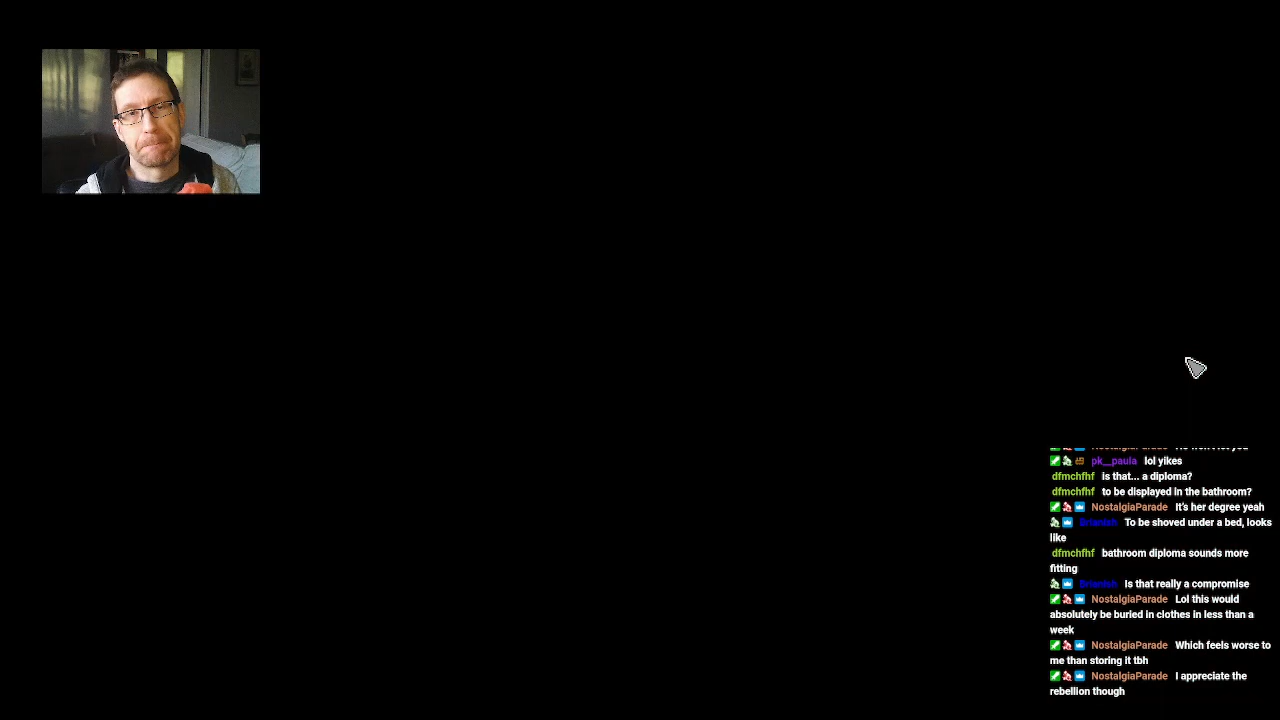 pk__paula lol yikes
dfmchfhf is that... a diploma?
dfmchfhf to be displayed in the bathroom?
NostalgiaParade It's her degree yeah
Brianish To be shoved under a bed, looks
like
dfmchfhf bathroom diploma sounds more
fitting
Brianish Is that really a compromise
NostalgiaParade Lol this would
absolutely be buried in clothes in less than a
week
NostalgiaParade Which feels worse to
me than storing it tbh
NostalgiaParade I appreciate the
rebellion though